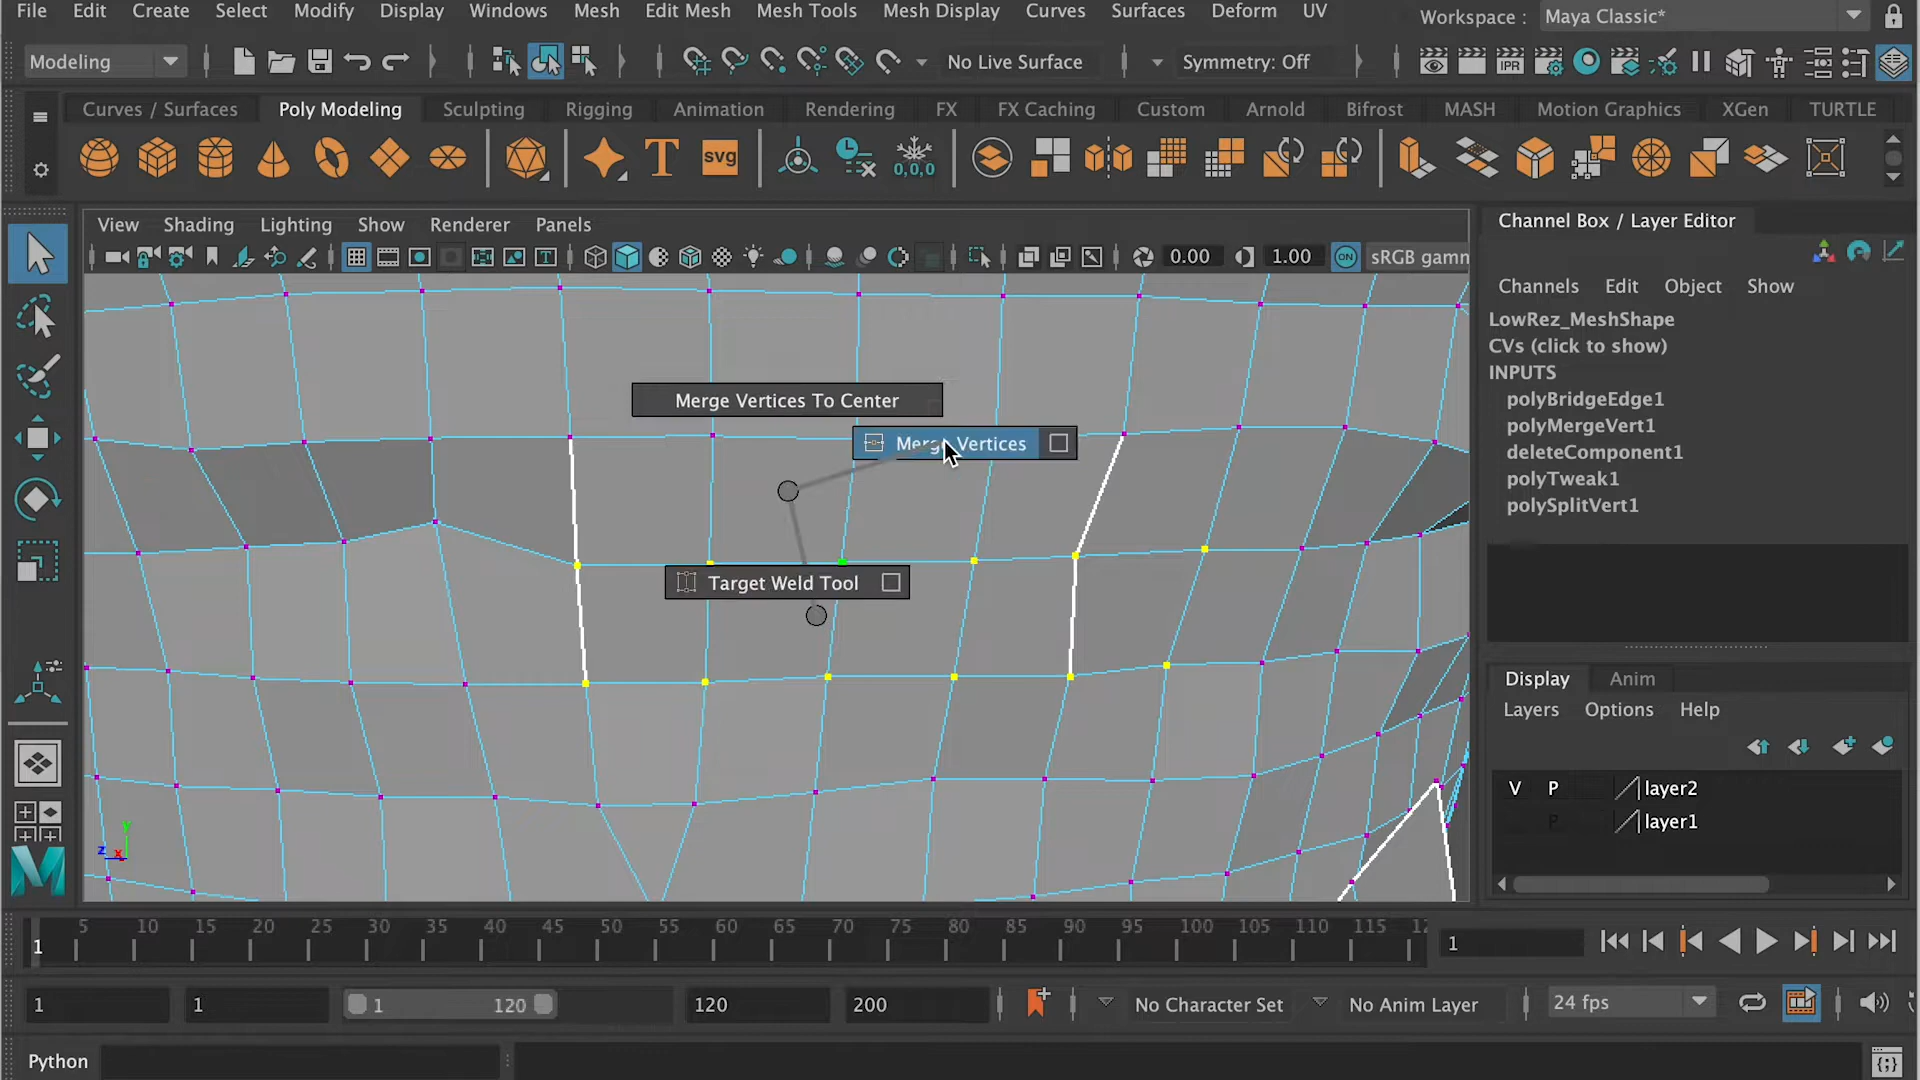 File Edit Create Select Modify Display Windows Mesh Edit Mesh Mesh Tools Mesh Display Curves Surfaces Deform UV
Workspace : Maya Classic*
Modeling No Live Surface Symmetry: Off IPR
Curves / Surfaces Poly Modeling Sculpting Rigging Animation Rendering FX FX Caching Custom Arnold Bifrost MASH Motion Graphics XGen TURTLE
T svg 0,0,0
View Shading Lighting Show Renderer Panels
T 0.00 1.00 ON sRGB gamm
Channel Box / Layer Editor
Channels Edit Object Show
LowRez_MeshShape
CVs (click to show)
INPUTS
polyBridgeEdge1
polyMergeVert1
deleteComponent1
polyTweak1
polySplitVert1
Merge Vertices To Center
Merge Vertices
Target Weld Tool
Display Anim
Layers Options Help
V P layer2
P layer1
y
z x
M
5 10 15 20 25 30 35 40 45 50 55 60 65 70 75 80 85 90 95 100 105 110 115 12
1 1
1 1 1 120 120 200 No Character Set No Anim Layer 24 fps
Python {;}